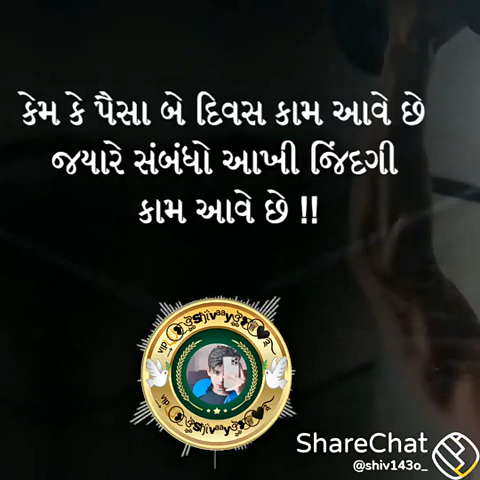 કેમ કે પૈસા બે દિવસ કામ આવે છે
જયારે સંબંધો આખી જિંદગી
કામ આવે છે !!
ShareChat
@shiv143o_